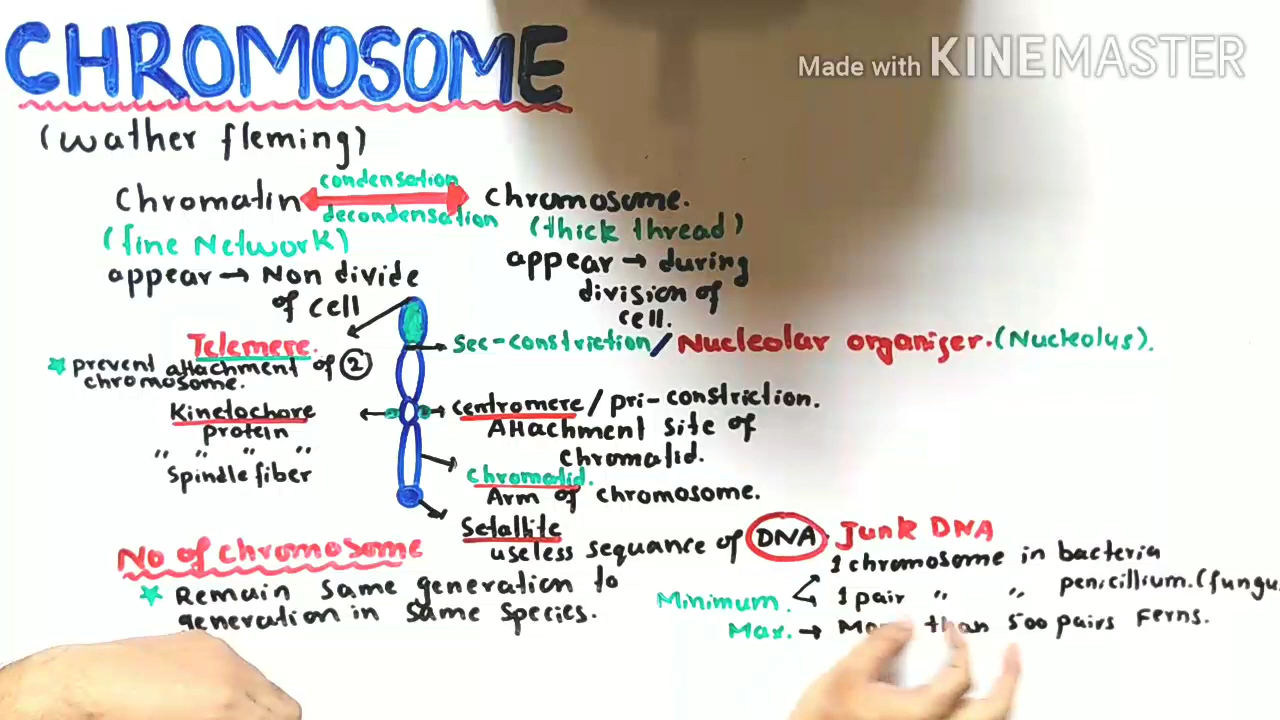 CHROMOSOME
Made with KINEMASTER
(wather fleming)
Chromatin condensation Chromosome.
decondensation
(fine Network) (thick thread)
appear → Non divide appear → during
of cell division of
cell.
Telemere. sec-constriction / Nucleolar organiser. (Nucleolus).
prevent attachment of ②
chromosome.
Kinetochore centromere / pri-constriction.
protein Attachment site of
" " " " chromatid.
Spindle fiber
chromatid.
Arm of chromosome.
Setallite
useless sequance of DNA. Junk DNA
No of chromosome
Remain same generation to
generation in same species.
1 chromosome in bacteria
Minimum. 1 pair " " penicillium. (fungu
Max. → than 500 pairs Ferns.